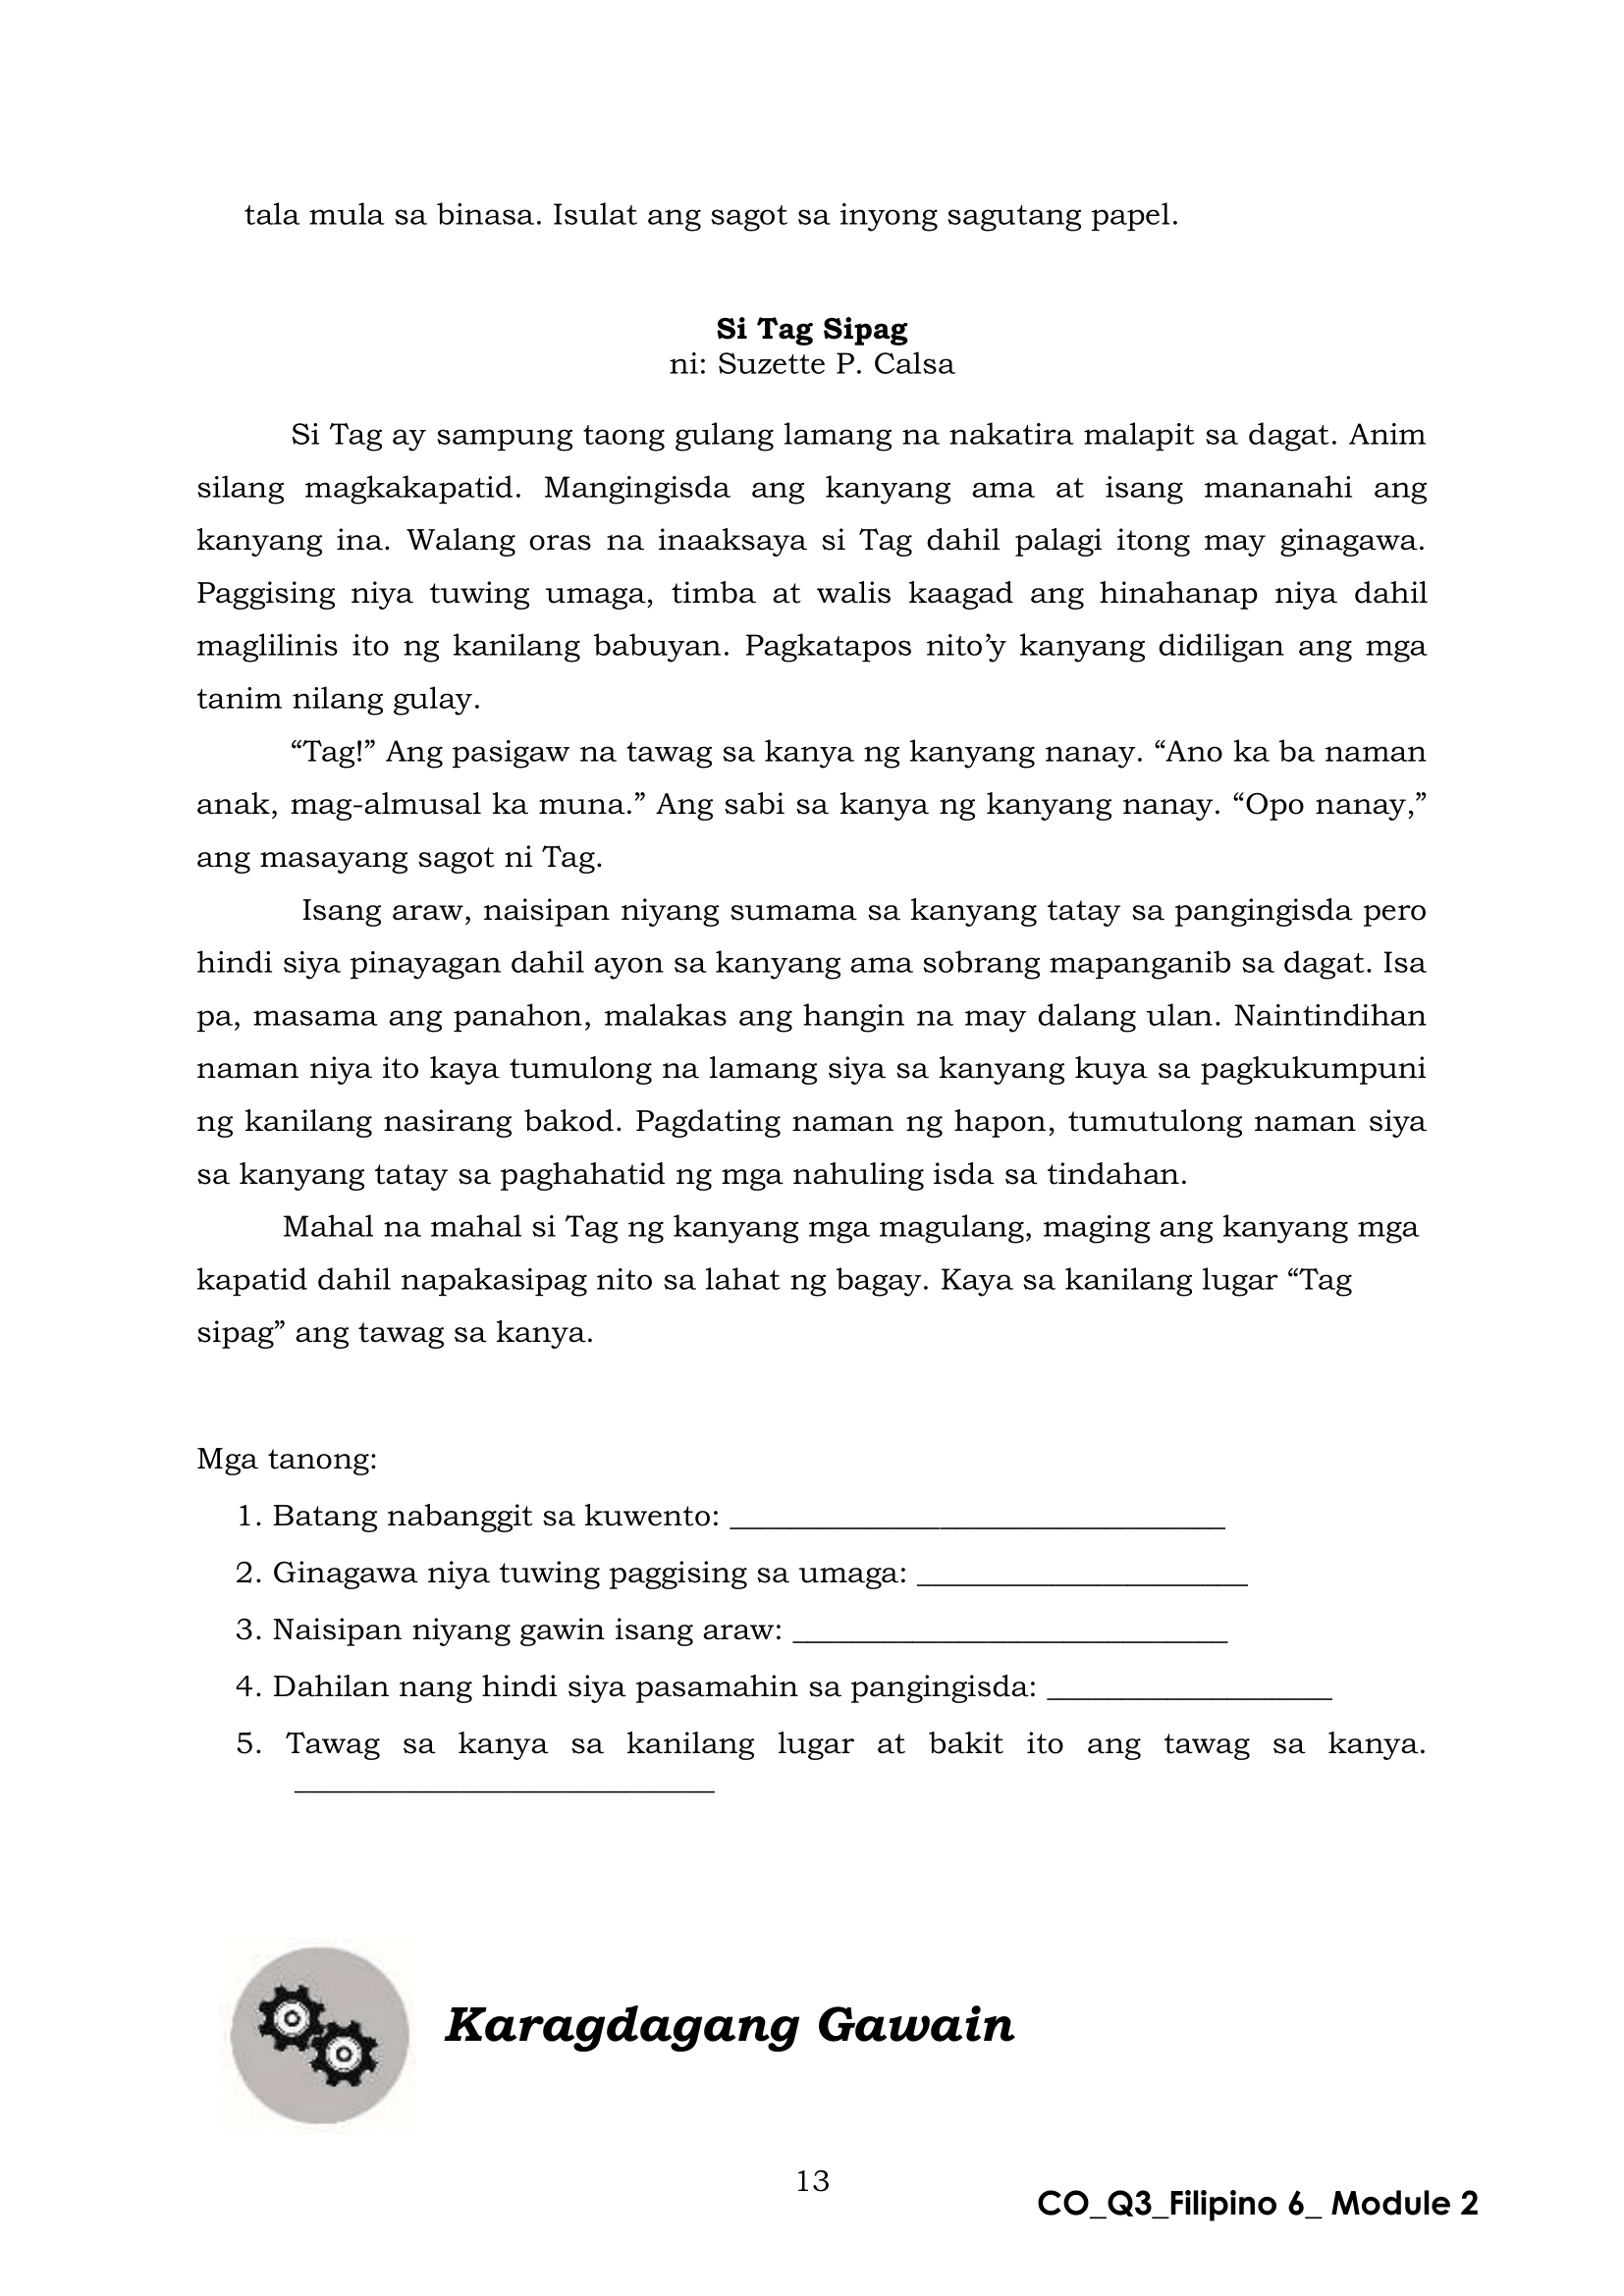 tala mula sa binasa. Isulat ang sagot sa inyong sagutang papel.
Si Tag Sipag
ni: Suzette P. Calsa
Si Tag ay sampung taong gulang lamang na nakatira malapit sa dagat. Anim
silang magkakapatid. Mangingisda ang kanyang ama at isang mananahi ang
kanyang ina. Walang oras na inaaksaya si Tag dahil palagi itong may ginagawa.
Paggising niya tuwing umaga, timba at walis kaagad ang hinahanap niya dahil
maglilinis ito ng kanilang babuyan. Pagkatapos nito’y kanyang didiligan ang mga
tanim nilang gulay.
“Tag!” Ang pasigaw na tawag sa kanya ng kanyang nanay. “Ano ka ba naman
anak, mag-almusal ka muna.” Ang sabi sa kanya ng kanyang nanay. “Opo nanay,”
ang masayang sagot ni Tag.
Isang araw, naisipan niyang sumama sa kanyang tatay sa pangingisda pero
hindi siya pinayagan dahil ayon sa kanyang ama sobrang mapanganib sa dagat. Isa
pa, masama ang panahon, malakas ang hangin na may dalang ulan. Naintindihan
naman niya ito kaya tumulong na lamang siya sa kanyang kuya sa pagkukumpuni
ng kanilang nasirang bakod. Pagdating naman ng hapon, tumutulong naman siya
sa kanyang tatay sa paghahatid ng mga nahuling isda sa tindahan.
Mahal na mahal si Tag ng kanyang mga magulang, maging ang kanyang mga
kapatid dahil napakasipag nito sa lahat ng bagay. Kaya sa kanilang lugar “Tag
sipag” ang tawag sa kanya.
Mga tanong:
1. Batang nabanggit sa kuwento: _________________________________
2. Ginagawa niya tuwing paggising sa umaga: ______________________
3. Naisipan niyang gawin isang araw: _____________________________
4. Dahilan nang hindi siya pasamahin sa pangingisda: ___________________
5. Tawag sa kanya sa kanilang lugar at bakit ito ang tawag sa kanya.
____________________________
Karagdagang Gawain
13
CO_Q3_Filipino 6_ Module 2